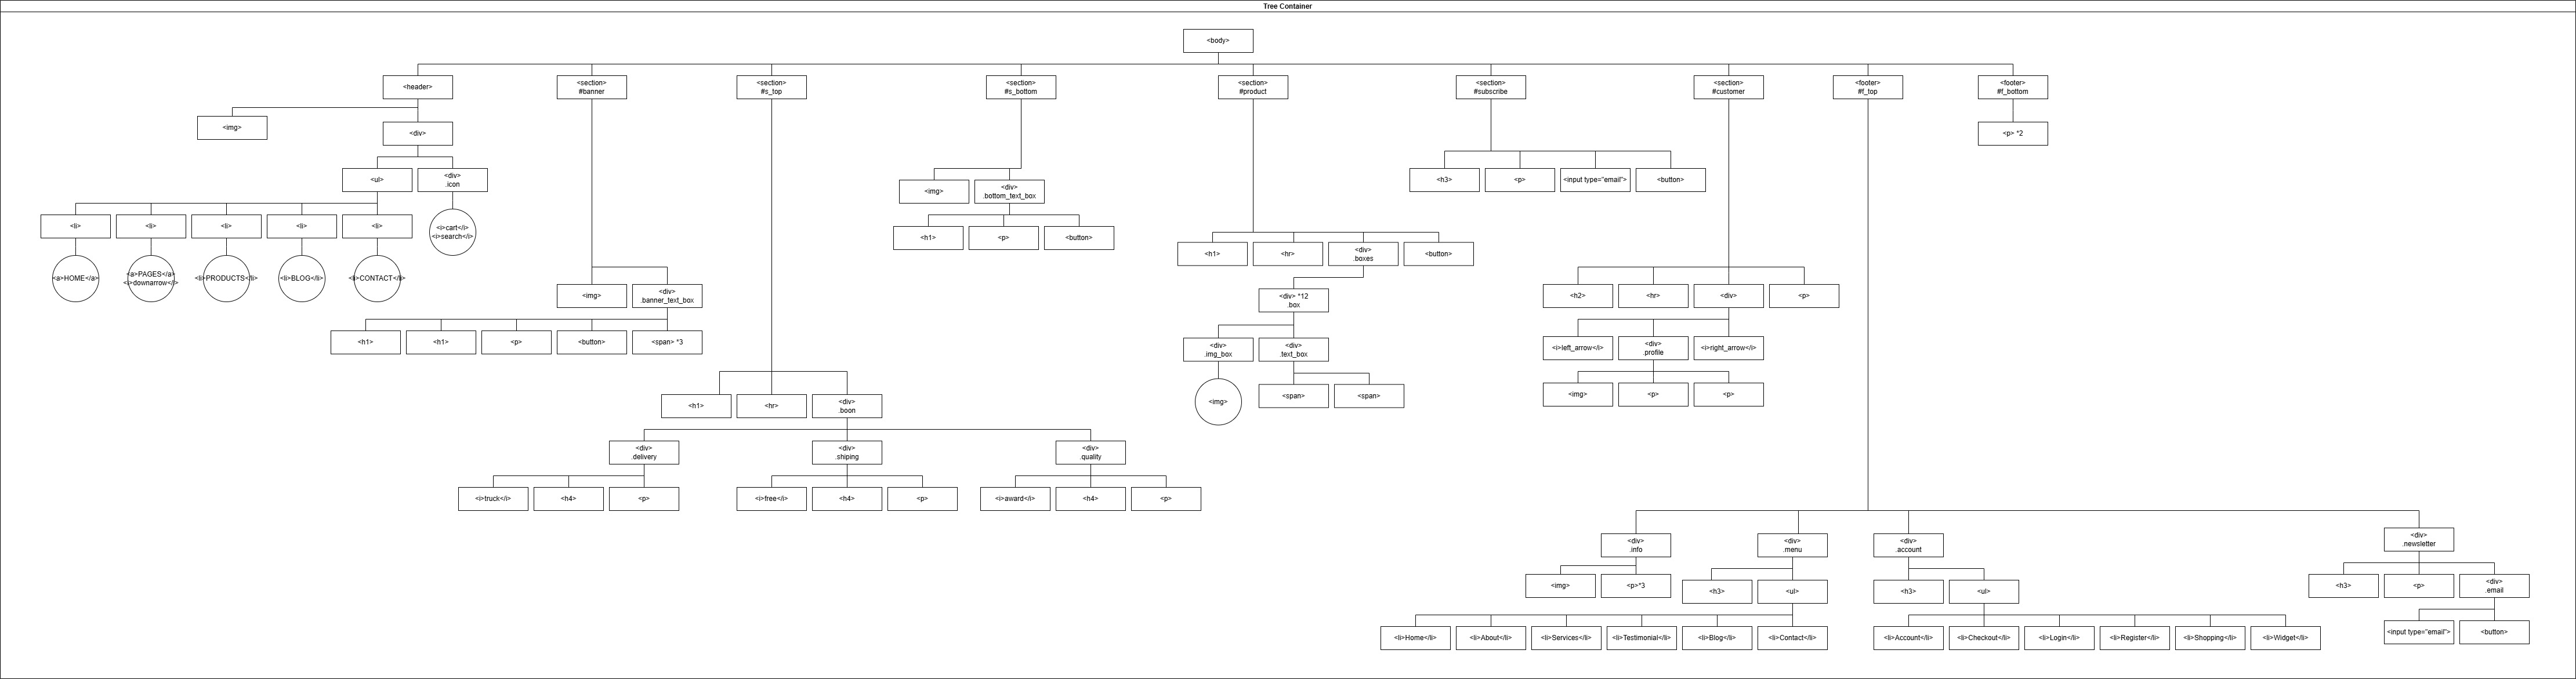 Tree Container
<body>
<header>
<section>
#banner
<section>
#s_top
<section>
#s_bottom
<section>
#product
<section>
#subscribe
<section>
#customer
<footer>
#f_top
<footer>
#f_bottom
<img>
<div>
<p> *2
<ul>
<div>
.icon
<li>
<li>
<li>
<li>
<li>
<i>cart</i>
<i>search</i>
<a>HOME</a>
<a>PAGES</a>
<i>downarrow</i>
<li>PRODUCTS</li>
<li>BLOG</li>
<li>CONTACT</li>
<img>
<div>
.banner_text_box
<h1>
<h1>
<p>
<button>
<span> *3
<h1>
<hr>
<div>
.boon
<div>
.delivery
<div>
.shiping
<div>
.quality
<i>truck</i>
<h4>
<p>
<i>free</i>
<h4>
<p>
<i>award</i>
<h4>
<p>
<img>
<div>
.bottom_text_box
<h1>
<p>
<button>
<h1>
<hr>
<div>
.boxes
<button>
<div> *12
.box
<div>
.img_box
<div>
.text_box
<img>
<span>
<span>
<h3>
<p>
<input type="email">
<button>
<h2>
<hr>
<div>
<p>
<i>left_arrow</i>
<div>
.profile
<i>right_arrow</i>
<img>
<p>
<p>
<div>
.info
<div>
.menu
<div>
.account
<div>
.newsletter
<img>
<p>*3
<h3>
<ul>
<h3>
<ul>
<h3>
<p>
<div>
.email
<li>Home</li>
<li>About</li>
<li>Services</li>
<li>Testimonial</li>
<li>Blog</li>
<li>Contact</li>
<li>Account</li>
<li>Checkout</li>
<li>Login</li>
<li>Register</li>
<li>Shopping</li>
<li>Widget</li>
<input type="email">
<button>